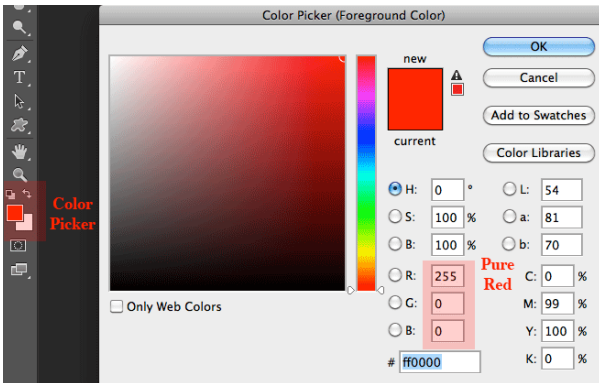 Color Picker (Foreground Color)
new
current
OK
Cancel
Add to Swatches
Color Libraries
T
Color
Picker
H: 0 °
S: 100 %
B: 100 %
R: 255
G: 0
B: 0
# ff0000
L: 54
a: 81
b: 70
C: 0 %
M: 99 %
Y: 100 %
K: 0 %
Pure
Red
Only Web Colors